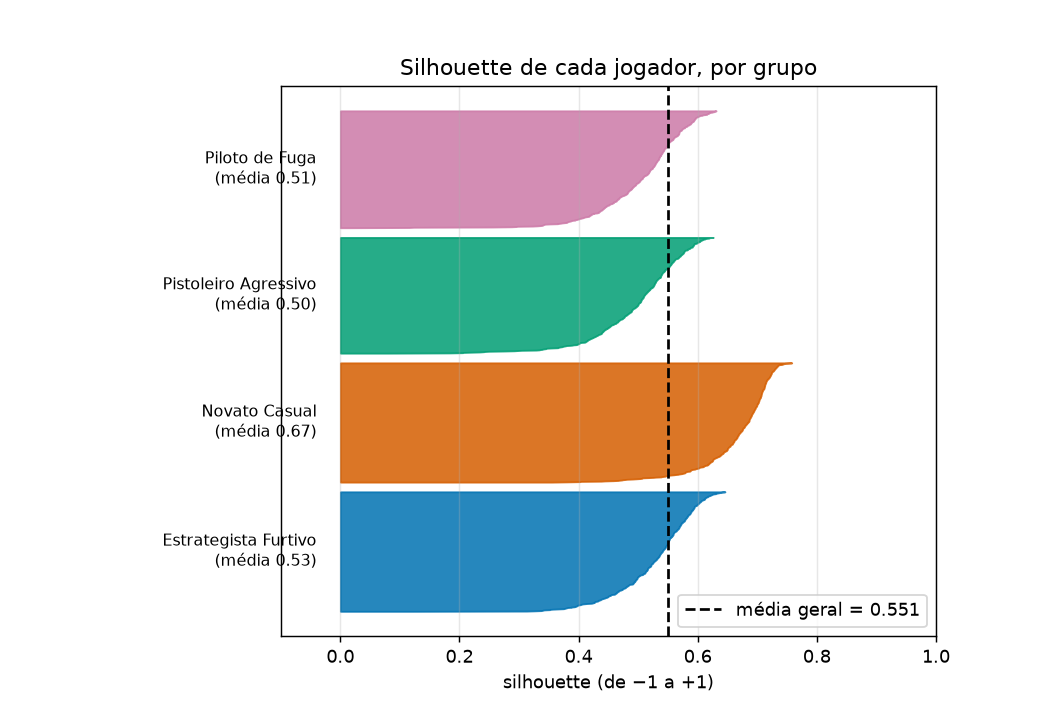 Silhouette de cada jogador, por grupo
Piloto de Fuga
(média 0.51)
Pistoleiro Agressivo
(média 0.50)
Novato Casual
(média 0.67)
Estrategista Furtivo
(média 0.53)
média geral = 0.551
0.0 0.2 0.4 0.6 0.8 1.0
silhouette (de −1 a +1)